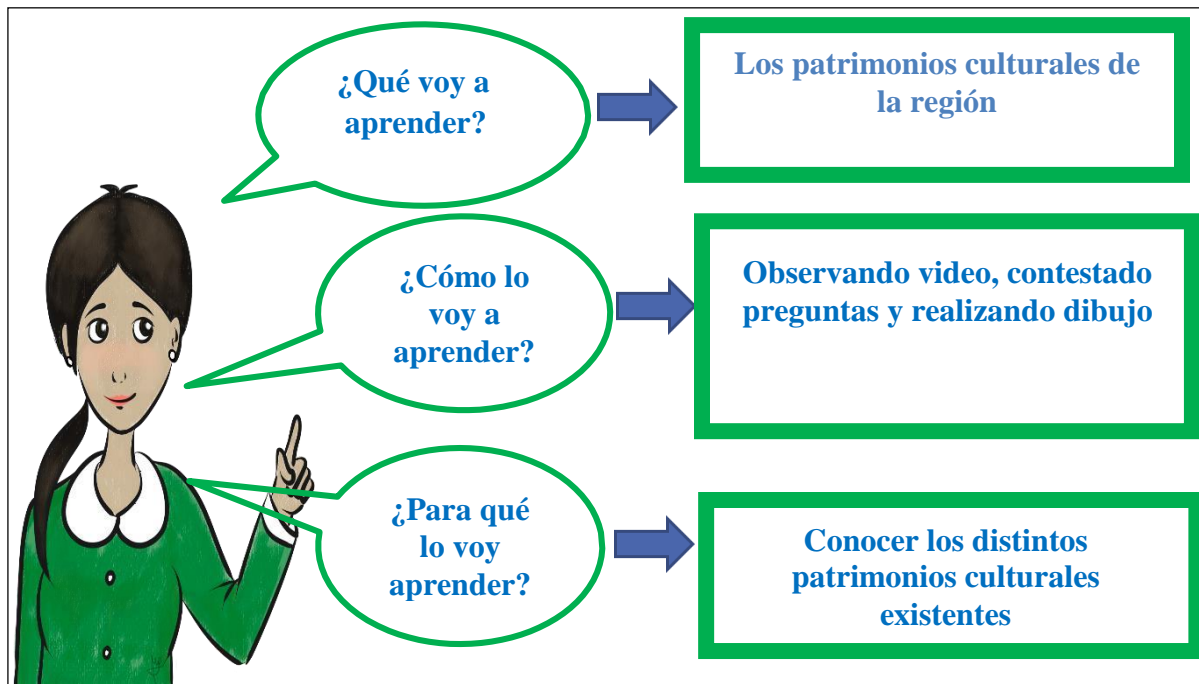 ¿Qué voy a
aprender?
Los patrimonios culturales de
la región
¿Cómo lo
voy a
aprender?
Observando video, contestado
preguntas y realizando dibujo
¿Para qué
lo voy
aprender?
Conocer los distintos
patrimonios culturales
existentes